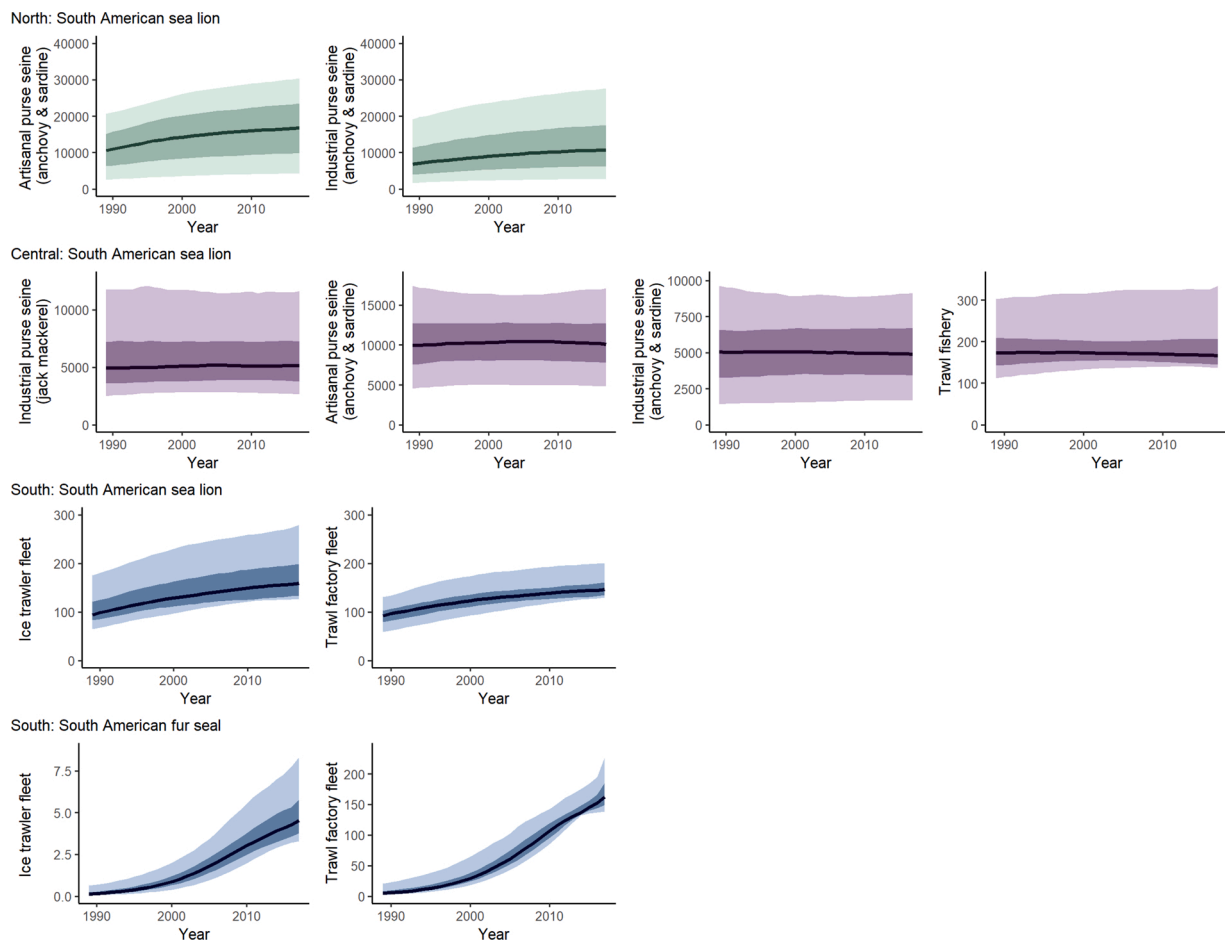 North: South American sea lion
Artisanal purse seine
(anchovy & sardine)
40000
30000
20000
10000
0
1990
2000
2010
Year
Industrial purse seine
(anchovy & sardine)
40000
30000
20000
10000
0
1990
2000
2010
Year
Central: South American sea lion
Industrial purse seine
(jack mackerel)
10000
5000
0
1990
2000
2010
Year
Artisanal purse seine
(anchovy & sardine)
15000
10000
5000
0
1990
2000
2010
Year
Industrial purse seine
(anchovy & sardine)
10000
7500
5000
2500
0
1990
2000
2010
Year
Trawl fishery
300
200
100
0
1990
2000
2010
Year
South: South American sea lion
Ice trawler fleet
300
200
100
0
1990
2000
2010
Year
Trawl factory fleet
300
200
100
0
1990
2000
2010
Year
South: South American fur seal
Ice trawler fleet
7.5
5.0
2.5
0.0
1990
2000
2010
Year
Trawl factory fleet
200
150
100
50
0
1990
2000
2010
Year